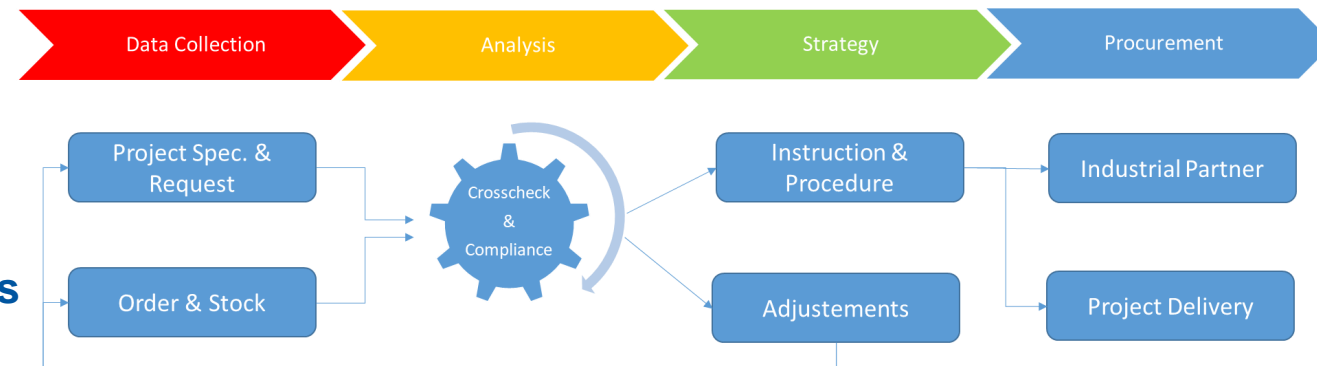 Data Collection
Analysis
Strategy
Procurement
Project Spec. &
Request
Crosscheck
&
Compliance
Instruction &
Procedure
Industrial Partner
s
Order & Stock
Adjustements
Project Delivery